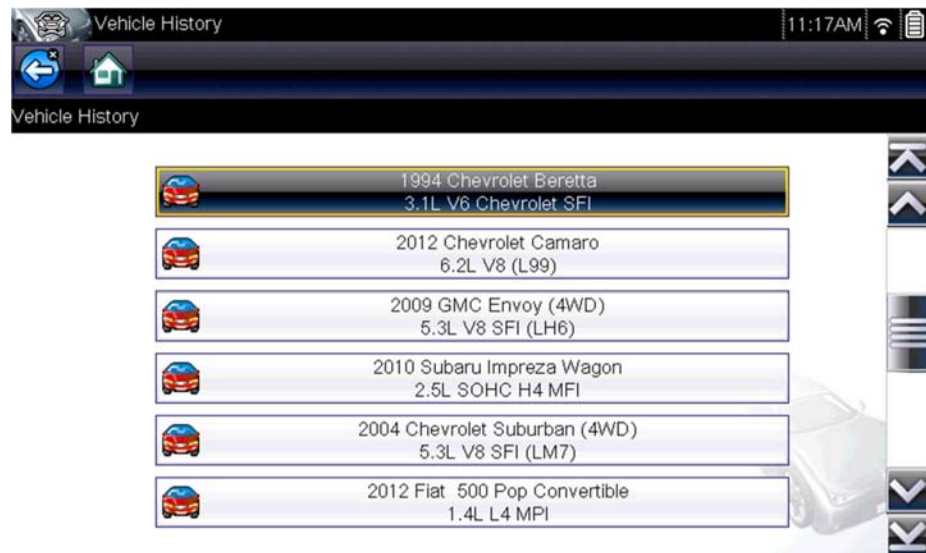 Vehicle History
11:17AM
Vehicle History
1994 Chevrolet Beretta
3.1L V6 Chevrolet SFI
2012 Chevrolet Camaro
6.2L V8 (L99)
2009 GMC Envoy (4WD)
5.3L V8 SFI (LH6)
2010 Subaru Impreza Wagon
2.5L SOHC H4 MFI
2004 Chevrolet Suburban (4WD)
5.3L V8 SFI (LM7)
2012 Fiat  500 Pop Convertible
1.4L L4 MPI